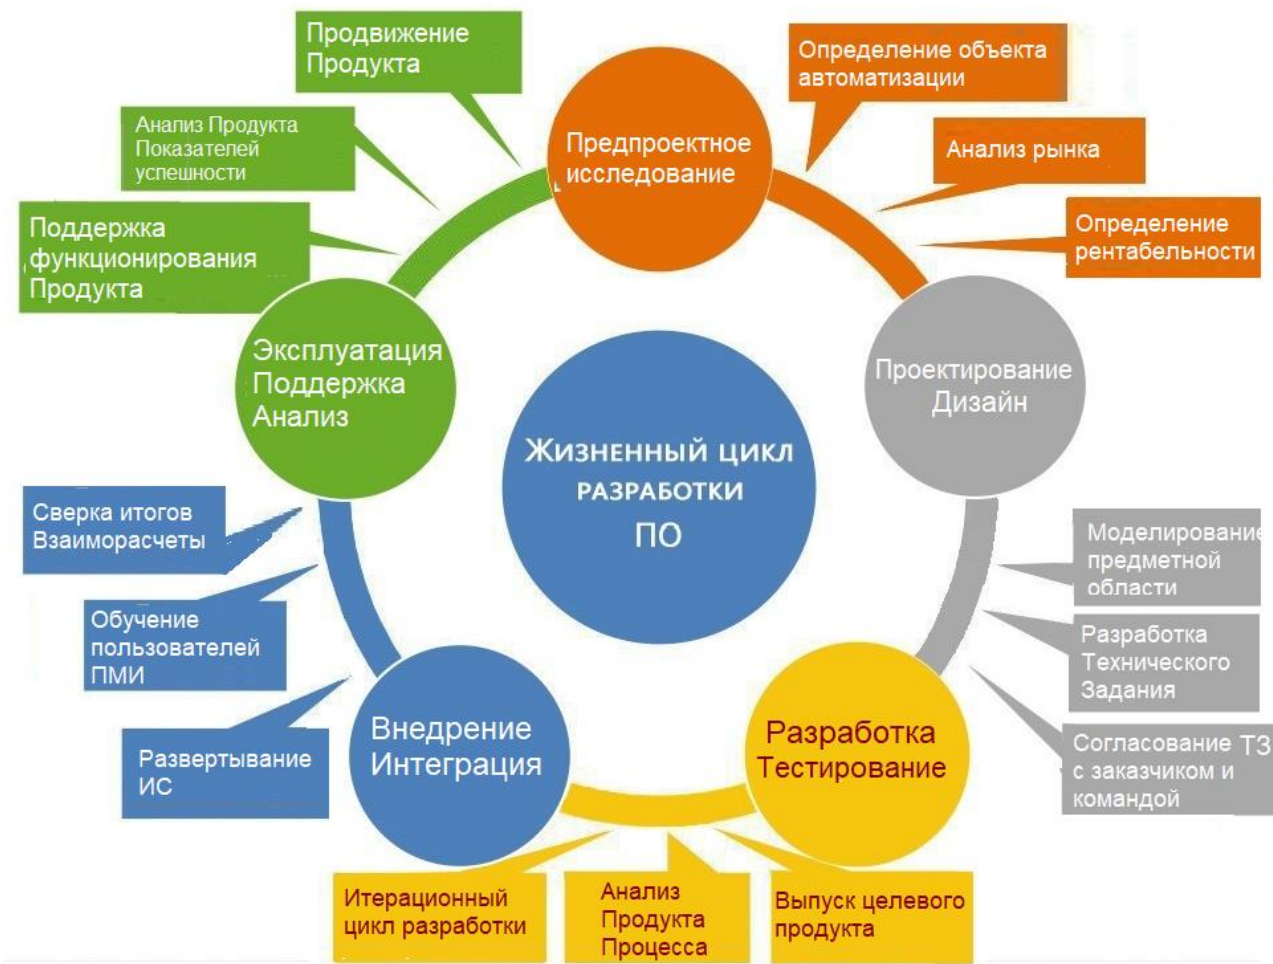 Продвижение
Продукта
Определение объекта
автоматизации
Анализ Продукта
Показателей
успешности
Предпроектное
исследование
Анализ рынка
Поддержка
функционирования
Продукта
Определение
рентабельности
Эксплуатация
Поддержка
Анализ
Проектирование
Дизайн
Жизненный цикл
разработки
ПО
Сверка итогов
Взаиморасчеты
Моделирование
предметной
области
Обучение
пользователей
ПМИ
Разработка
Технического
Задания
Внедрение
Интеграция
Разработка
Тестирование
Развертывание
ИС
Согласование ТЗ
с заказчиком и
командой
Итерационный
цикл разработки
Анализ
Продукта
Процесса
Выпуск целевого
продукта